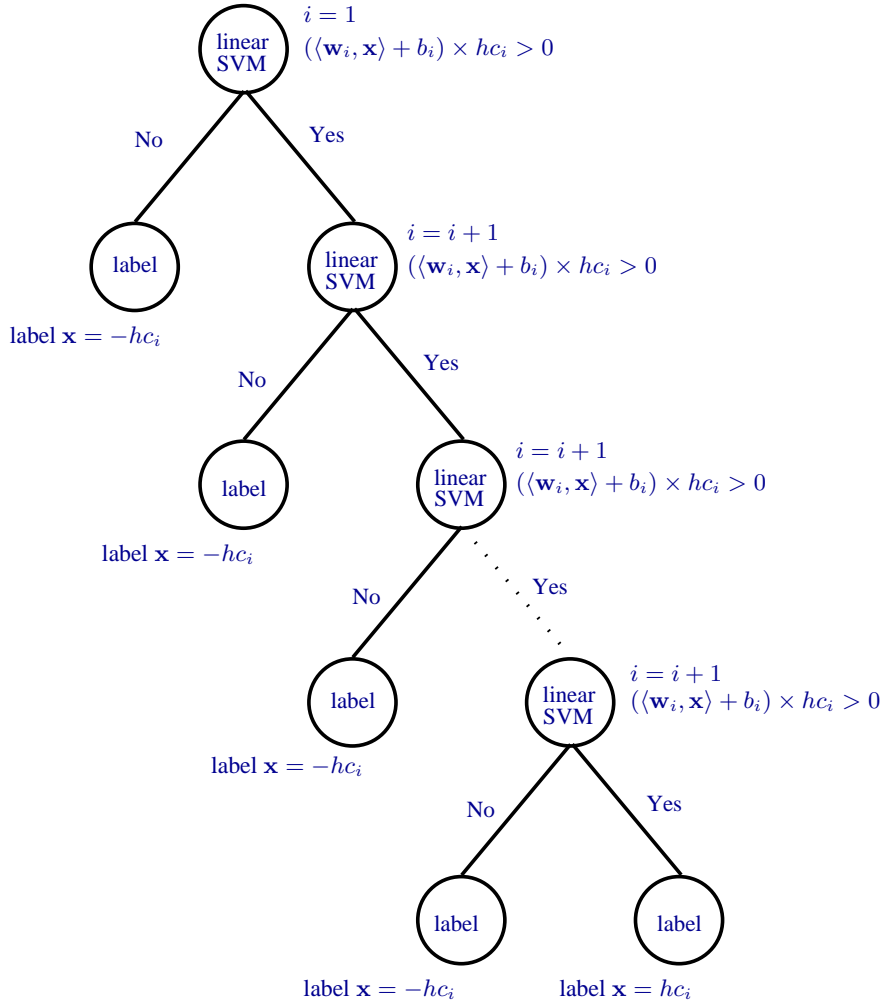 i = 1
linear
SVM
(⟨w_i, x⟩ + b_i) × hc_i > 0
No
Yes
label
i = i + 1
linear
SVM
(⟨w_i, x⟩ + b_i) × hc_i > 0
label x = −hc_i
No
Yes
label
i = i + 1
linear
SVM
(⟨w_i, x⟩ + b_i) × hc_i > 0
label x = −hc_i
No
Yes
label
i = i + 1
linear
SVM
(⟨w_i, x⟩ + b_i) × hc_i > 0
label x = −hc_i
No
Yes
label
label
label x = −hc_i
label x = hc_i